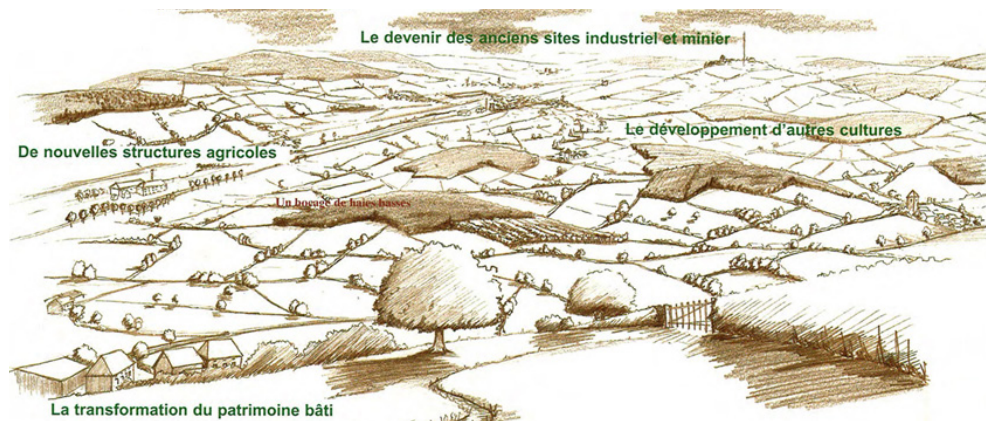 Le devenir des anciens sites industriel et minier
Le développement d'autres cultures
De nouvelles structures agricoles
Un bocage de haies basses
La transformation du patrimoine bâti